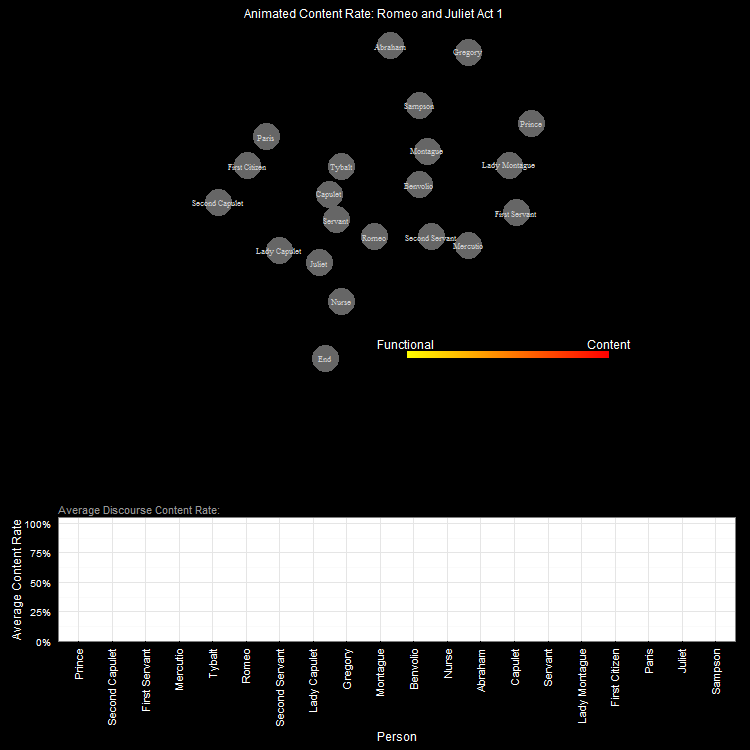 Animated Content Rate: Romeo and Juliet Act 1
Abraham
Gregory
Sampson
Prince
Paris
Montague
First Citizen
Tybalt
Lady Montague
Benvolio
Capulet
Second Capulet
First Servant
Servant
Romeo
Second Servant
Mercutio
Lady Capulet
Juliet
Nurse
Functional
Content
End
Average Discourse Content Rate:
Average Content Rate
100%
75%
50%
25%
0%
Prince
Second Capulet
First Servant
Mercutio
Tybalt
Romeo
Second Servant
Lady Capulet
Gregory
Montague
Benvolio
Nurse
Abraham
Capulet
Servant
Lady Montague
First Citizen
Paris
Juliet
Sampson
Person